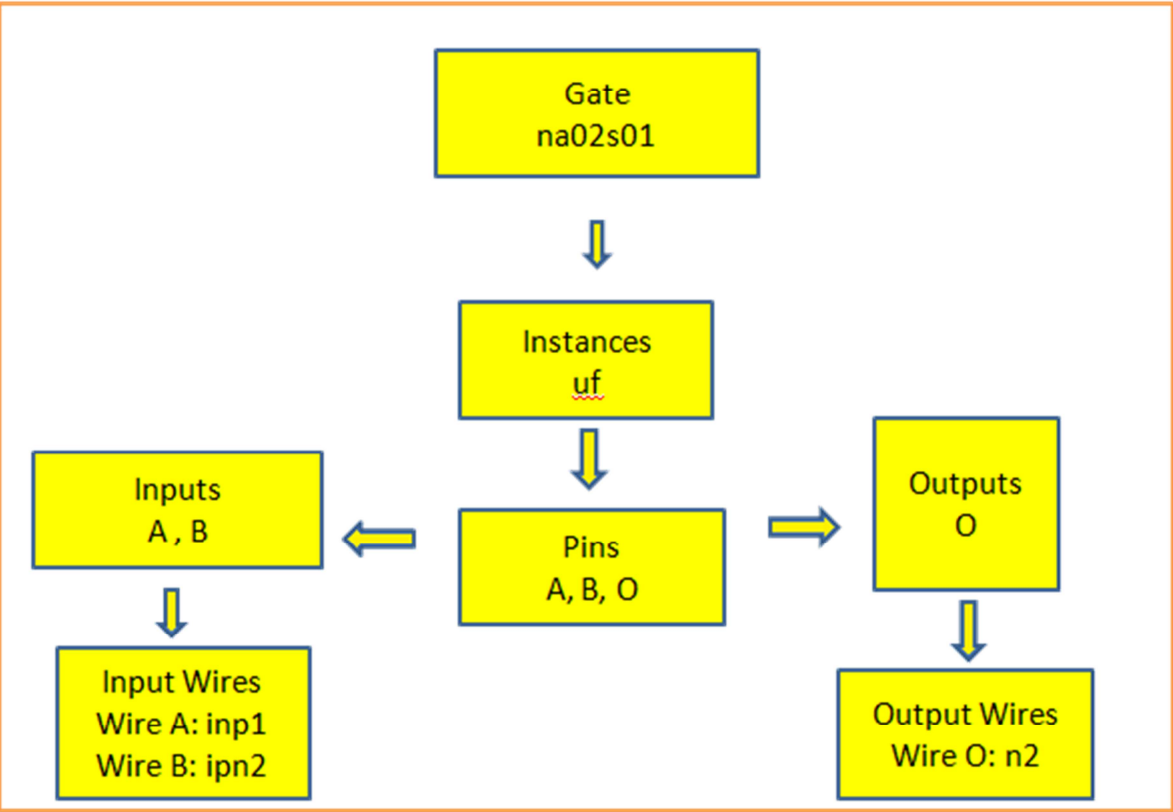 Gate
na02s01
Instances
uf
Inputs
A , B
Pins
A, B, O
Outputs
O
Input Wires
Wire A: inp1
Wire B: ipn2
Output Wires
Wire O: n2